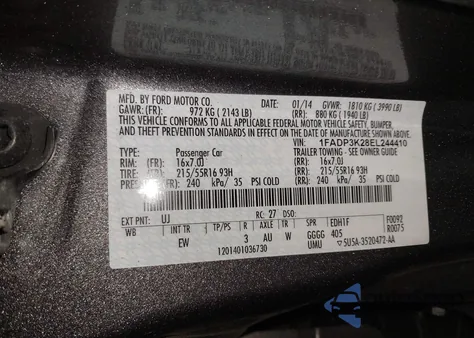 MFD. BY FORD MOTOR CO. 01/14 GVWR: 1810 KG ( 3990 LB)
GAWR: (FR) 972 KG ( 2143 LB) (RR): 880 KG ( 1940 LB)
THIS VEHICLE CONFORMS TO ALL APPLICABLE FEDERAL MOTOR VEHICLE SAFETY, BUMPER,
AND THEFT PREVENTION STANDARDS IN EFFECT ON THE DATE OF MANUFACTURE SHOWN ABOVE.
VIN: 1FADP3K28EL244410
TYPE: Passenger Car TRAILER TOWING - SEE OWNER GUIDE
RIM: (FR) 16x7.0J (RR): 16x7.0J
TIRE: (FR) 215/55R16 93H (RR): 215/55R16 93H
PRESS: (FR) 240 kPa/ 35 PSI COLD (RR): 240 kPa/ 35 PSI COLD
EXT PNT: UJ RC: 27 DSO:
WB INT TR TP/PS R AXLE TR SPR EDH1F F0092
EW 3 AU W GGGG 405 R0075
1201401036730 UMU 5U5A-3520472-AA